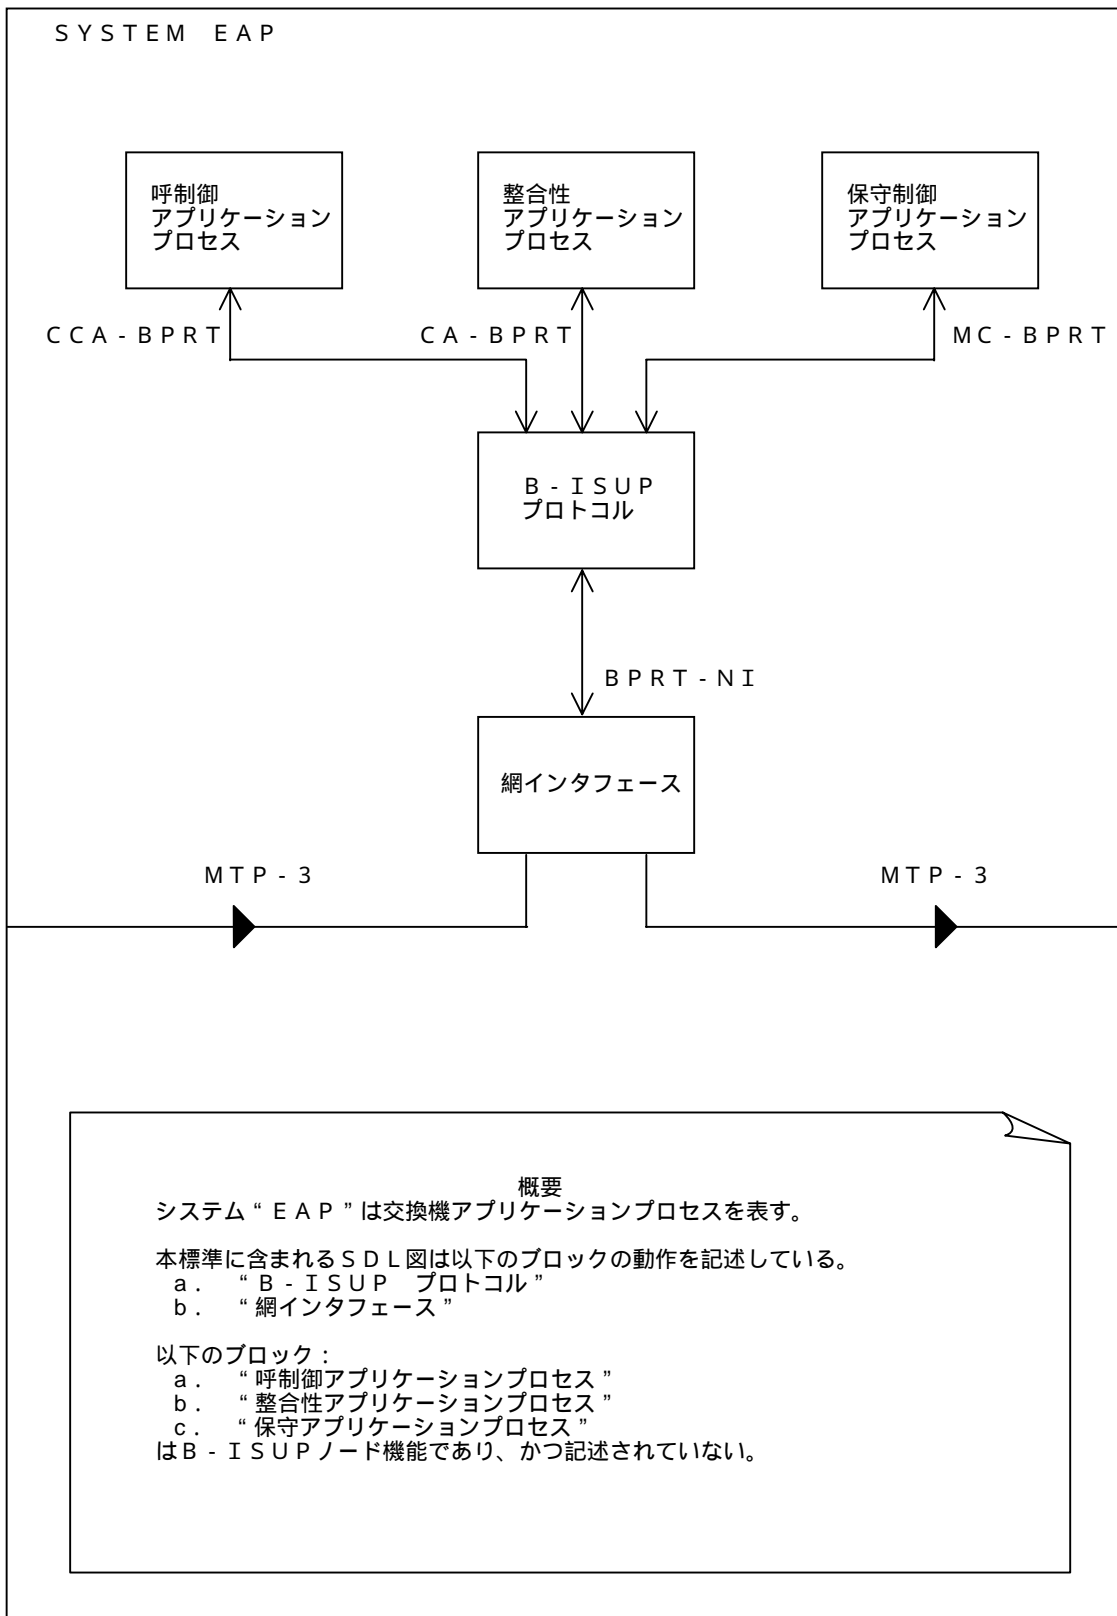 ＳＹＳＴＥＭ　ＥＡＰ
呼制御
アプリケーション
プロセス
整合性
アプリケーション
プロセス
保守制御
アプリケーション
プロセス
ＣＣＡ-ＢＰＲＴ
ＣＡ-ＢＰＲＴ
ＭＣ-ＢＰＲＴ
Ｂ-ＩＳＵＰ
プロトコル
ＢＰＲＴ-ＮＩ
網インタフェース
ＭＴＰ-３
ＭＴＰ-３
概要
システム“ＥＡＰ”は交換機アプリケーションプロセスを表す。
本標準に含まれるＳＤＬ図は以下のブロックの動作を記述している。
ａ．　“Ｂ-ＩＳＵＰ　プロトコル”
ｂ．　“網インタフェース”
以下のブロック：
ａ．　“呼制御アプリケーションプロセス”
ｂ．　“整合性アプリケーションプロセス”
ｃ．　“保守アプリケーションプロセス”
はＢ-ＩＳＵＰノード機能であり、かつ記述されていない。